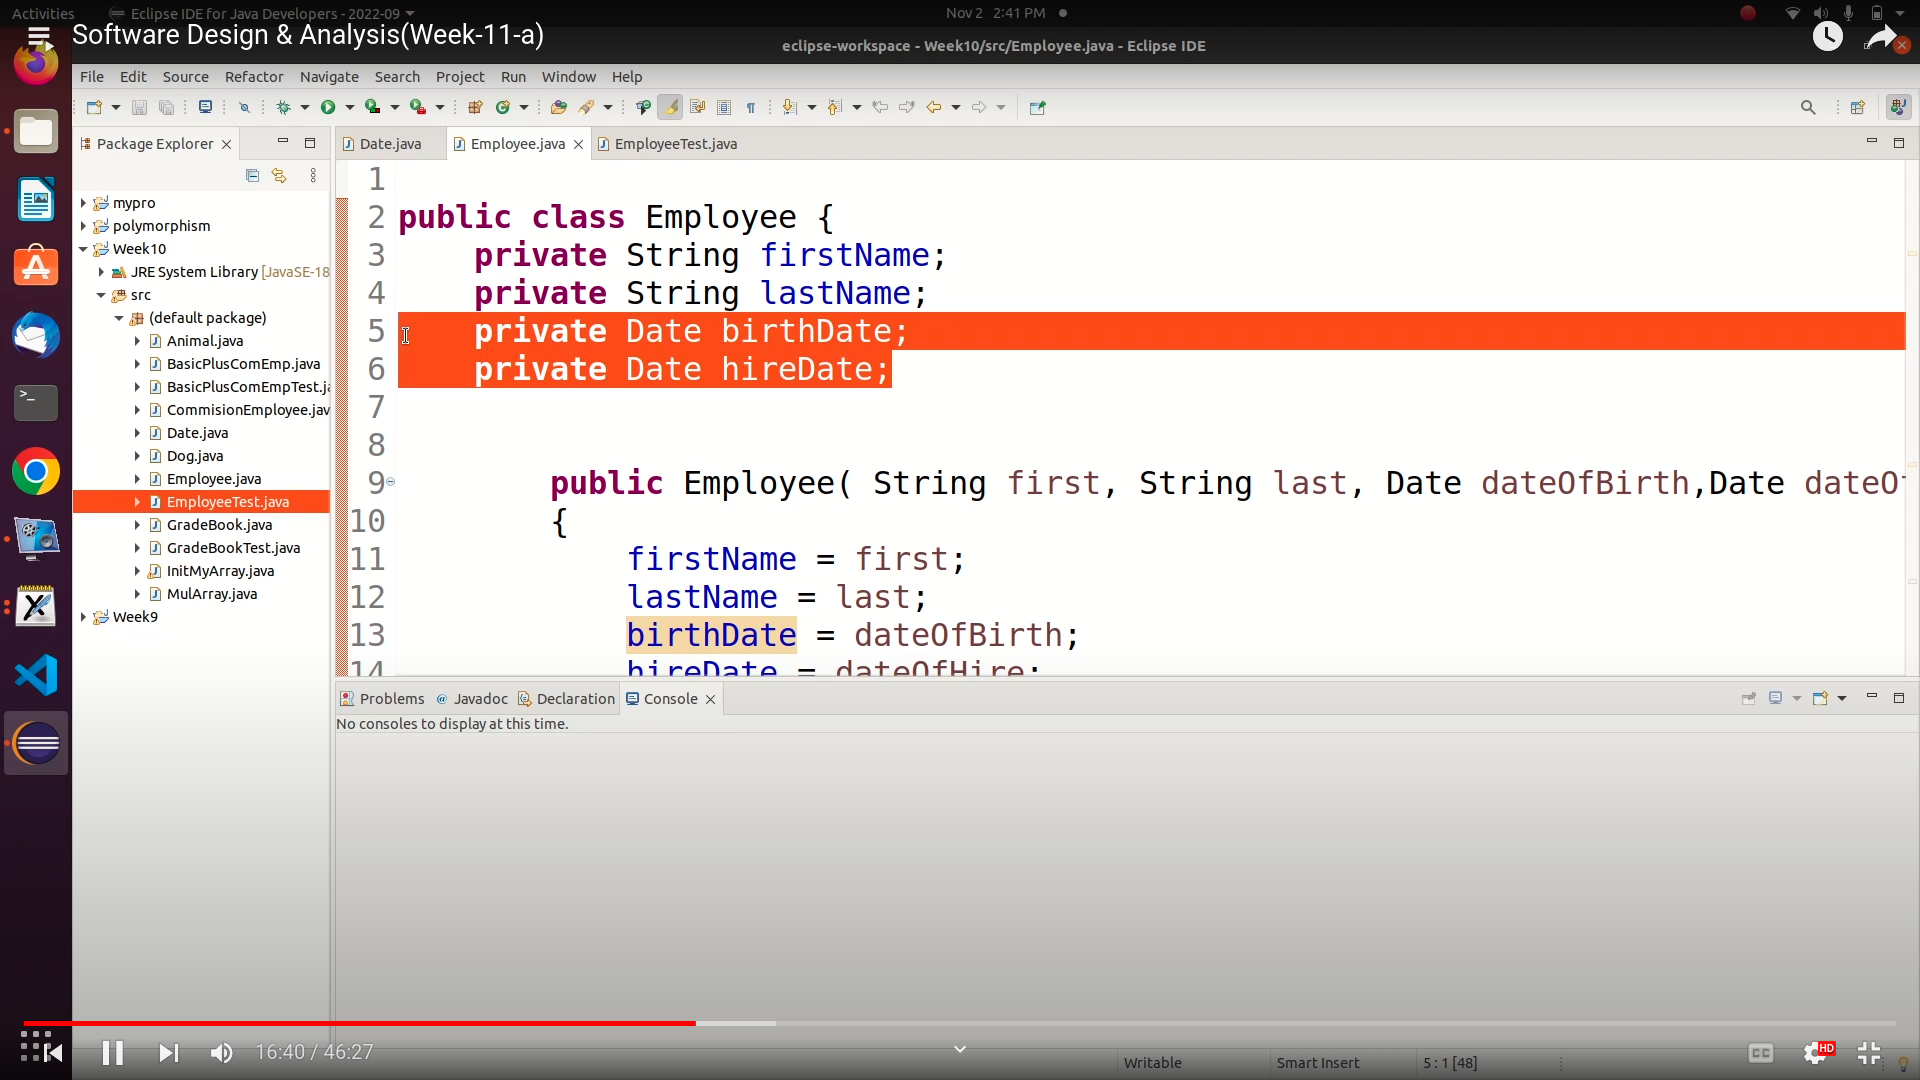 Activities
Eclipse IDE for Java Developers - 2022-09
Nov 2 2:41 PM
Software Design & Analysis(Week-11-a)
eclipse-workspace - Week10/src/Employee.java - Eclipse IDE
File Edit Source Refactor Navigate Search Project Run Window Help
Package Explorer
Date.java
Employee.java
EmployeeTest.java
mypro
polymorphism
Week10
JRE System Library [JavaSE-18
src
(default package)
Animal.java
BasicPlusComEmp.java
BasicPlusComEmpTest.ja
CommisionEmployee.jav
Date.java
Dog.java
Employee.java
EmployeeTest.java
GradeBook.java
GradeBookTest.java
InitMyArray.java
MulArray.java
Week9
1
2 public class Employee {
3 private String firstName;
4 private String lastName;
5 private Date birthDate;
6 private Date hireDate;
7
8
9 public Employee( String first, String last, Date dateOfBirth,Date dateO
10 {
11 firstName = first;
12 lastName = last;
13 birthDate = dateOfBirth;
14 hireDate = dateOfHire;
Problems
@ Javadoc
Declaration
Console
No consoles to display at this time.
16:40 / 46:27
Writable
Smart Insert
5 : 1 [48]
CC
HD